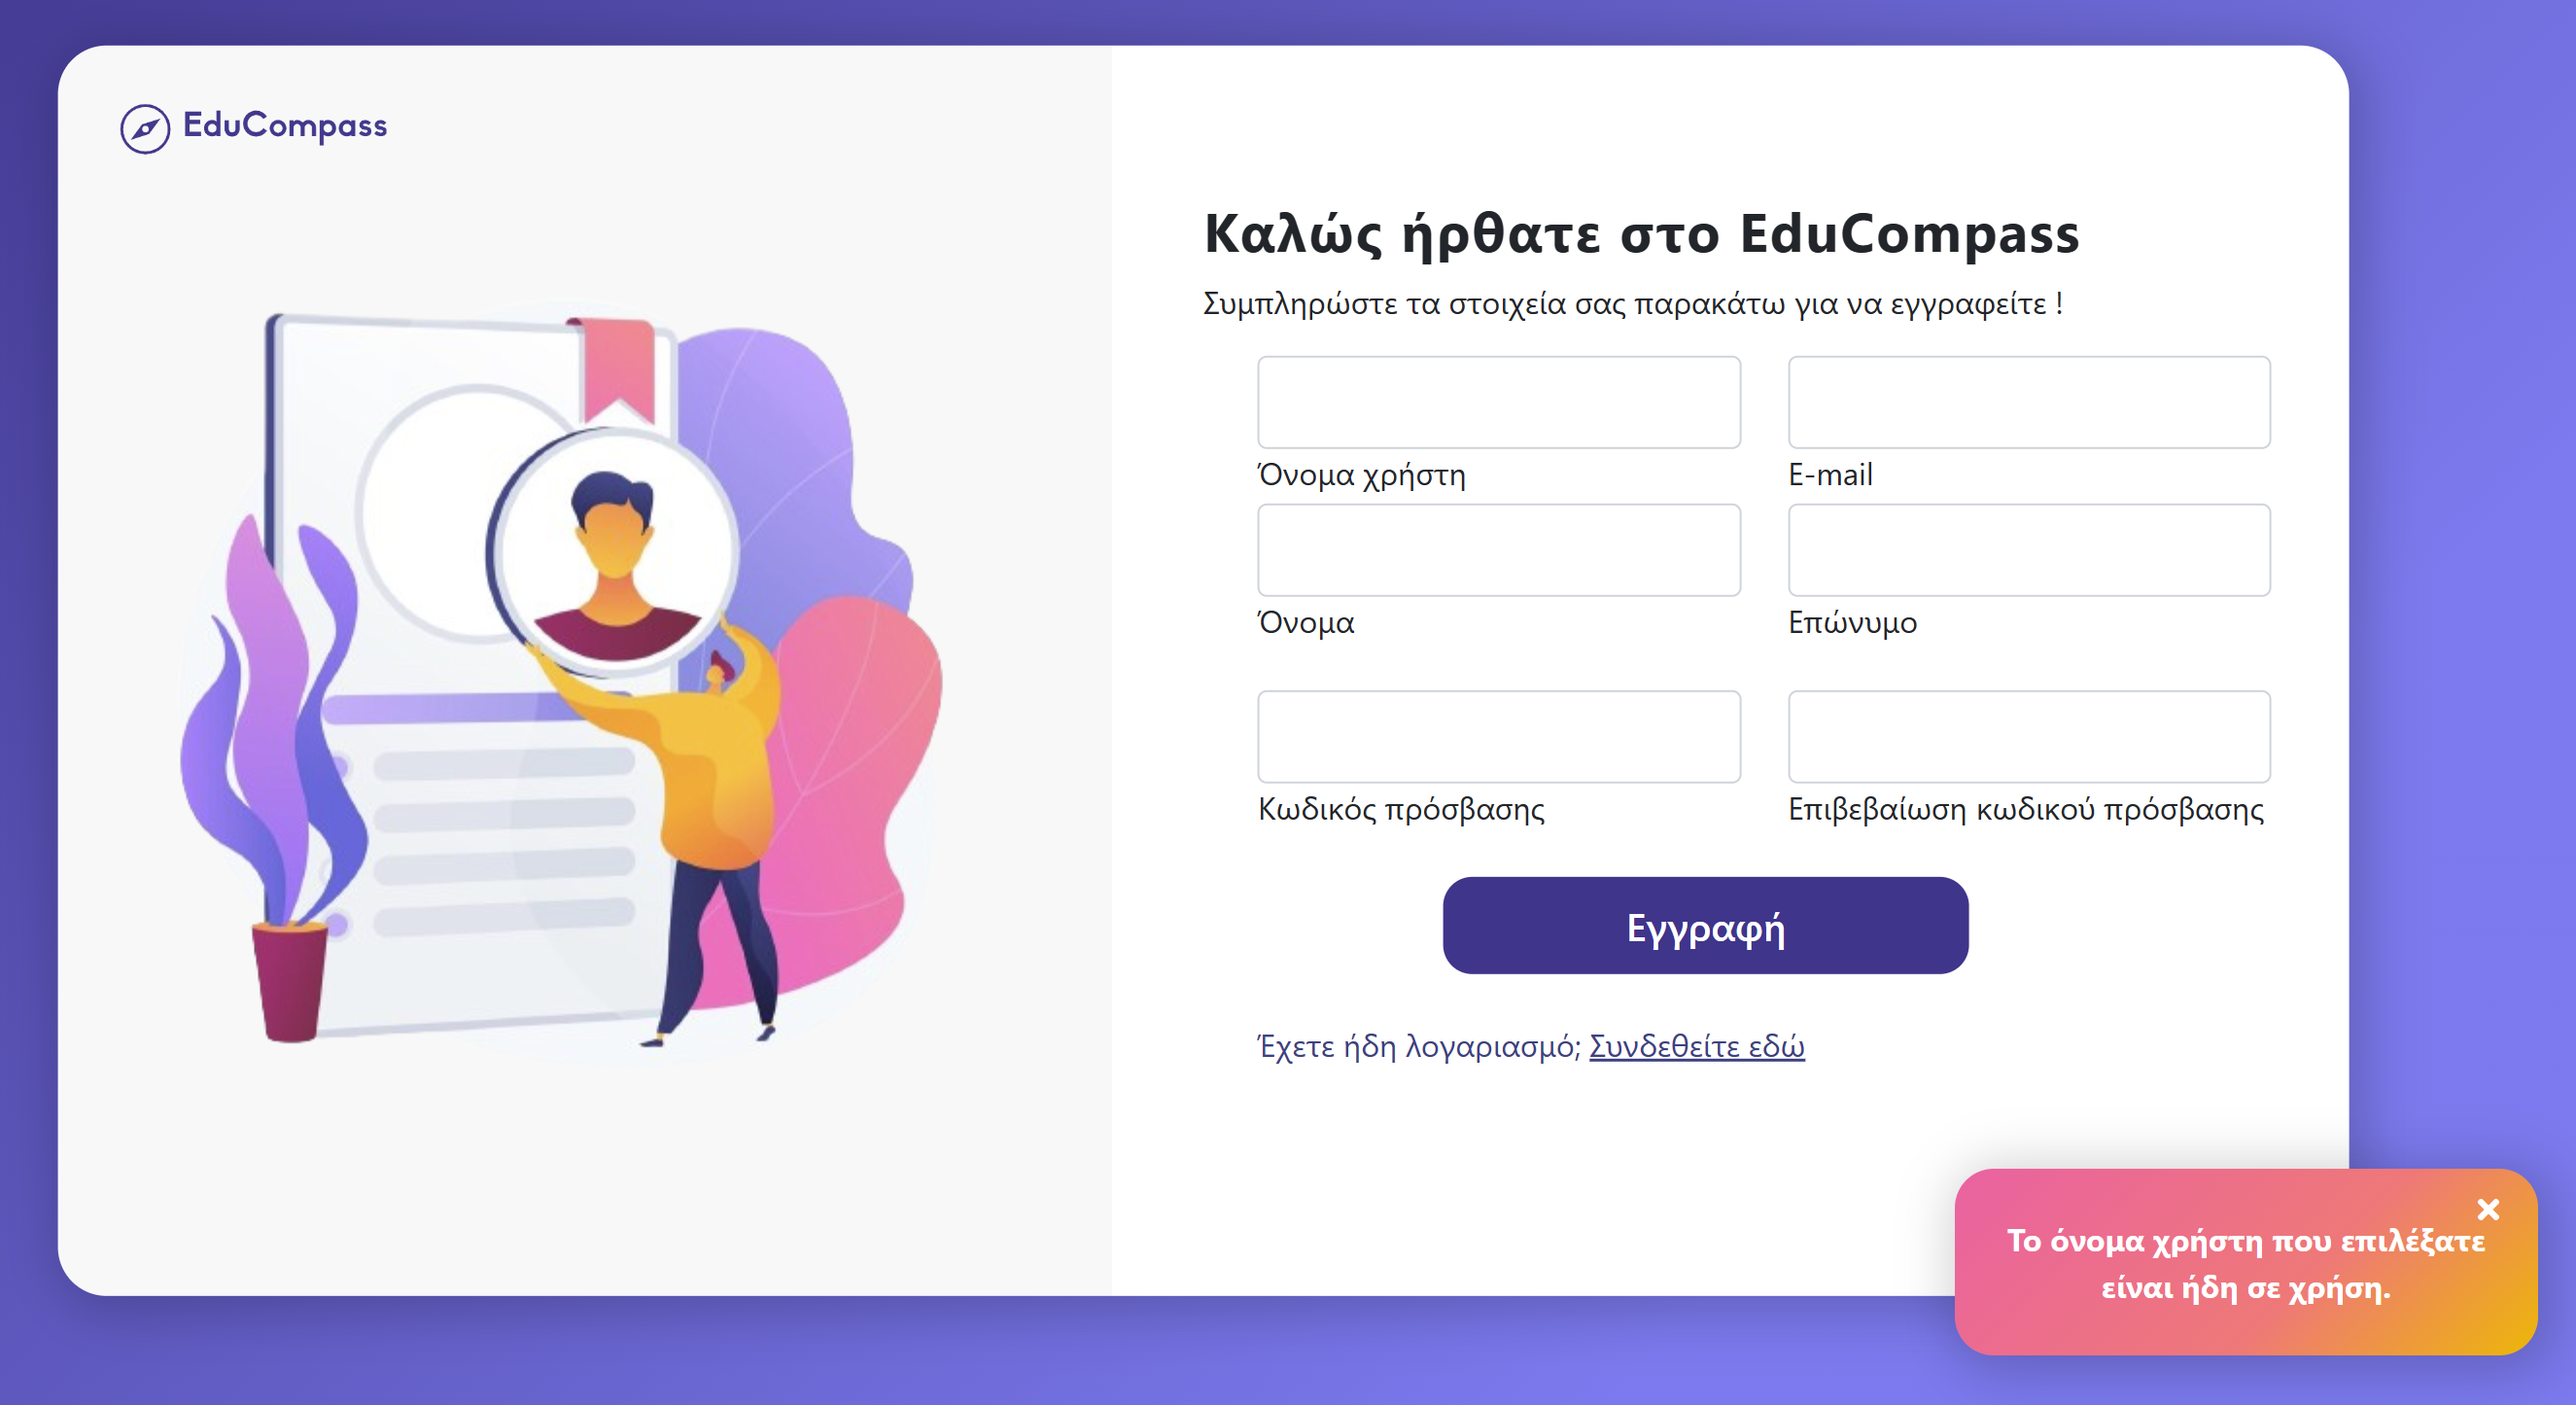 EduCompass
Καλώς ήρθατε στο EduCompass
Συμπληρώστε τα στοιχεία σας παρακάτω για να εγγραφείτε !
Όνομα χρήστη
E-mail
Όνομα
Επώνυμο
Κωδικός πρόσβασης
Επιβεβαίωση κωδικού πρόσβασης
Εγγραφή
Έχετε ήδη λογαριασμό; Συνδεθείτε εδώ
Το όνομα χρήστη που επιλέξατε
είναι ήδη σε χρήση.